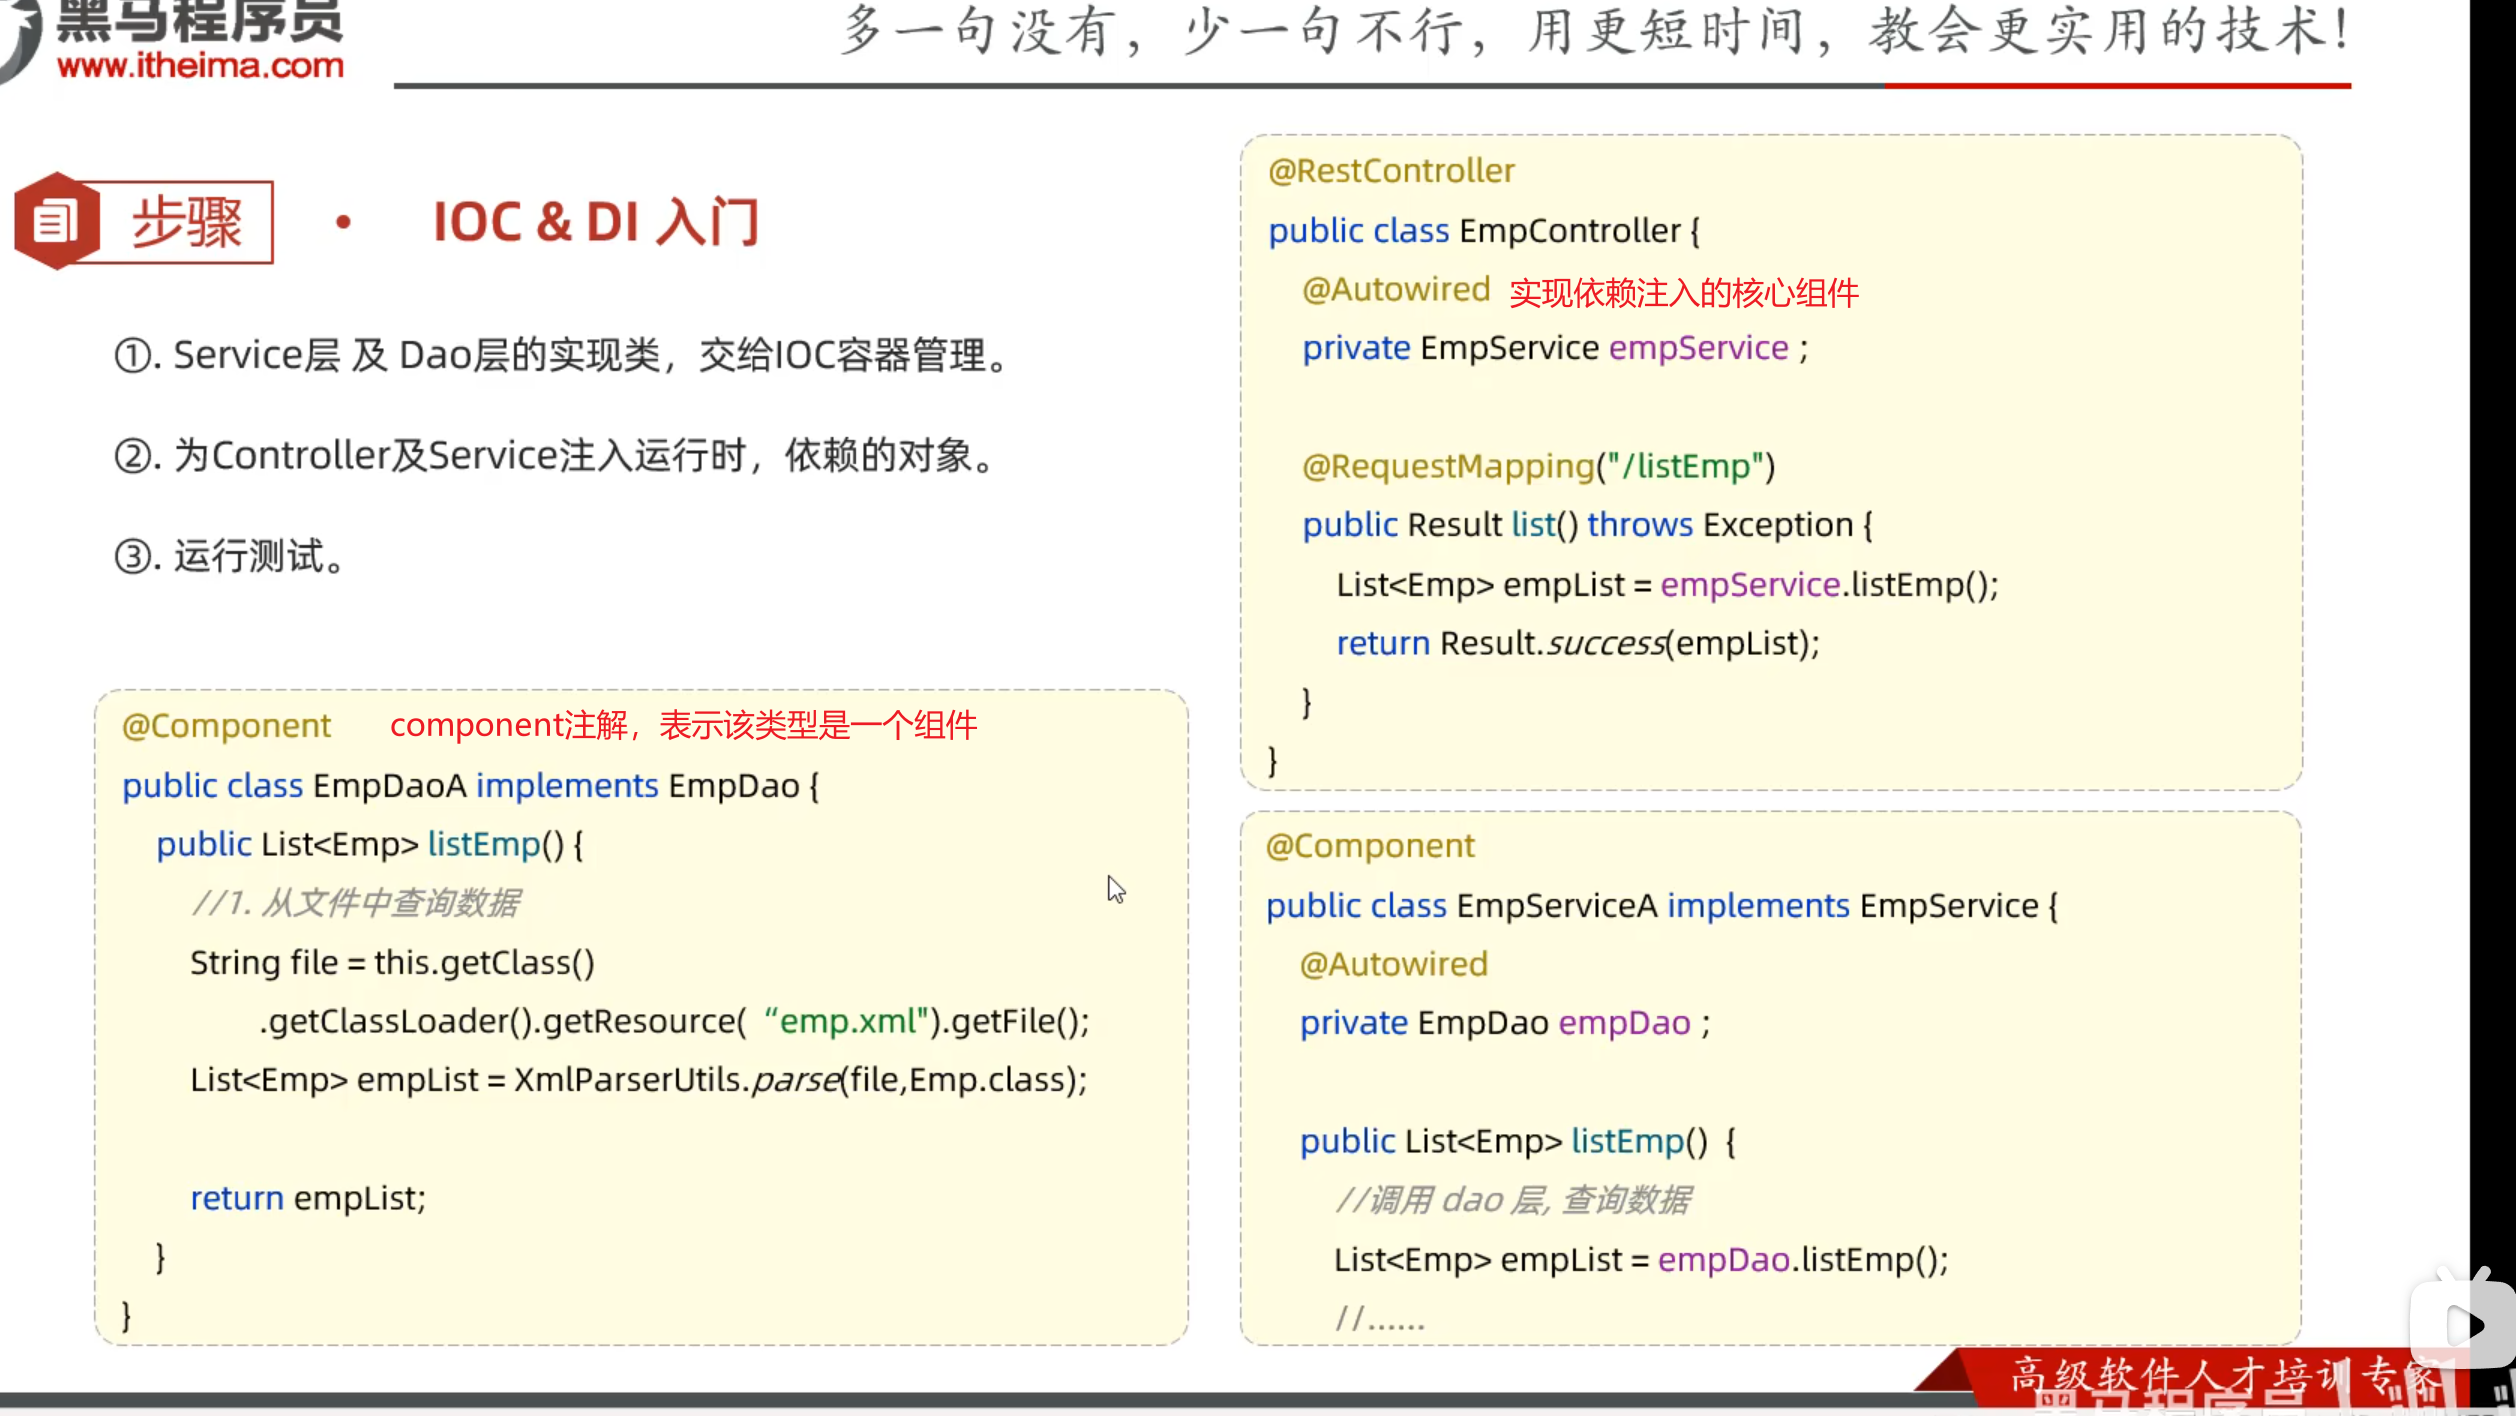 黑马程序员
www.itheima.com
多一句没有，少一句不行，用更短时间，教会更实用的技术！
步骤
• IOC & DI 入门
①. Service层 及 Dao层的实现类，交给IOC容器管理。
②. 为Controller及Service注入运行时，依赖的对象。
③. 运行测试。
@Component component注解，表示该类型是一个组件
public class EmpDaoA implements EmpDao {
public List<Emp> listEmp() {
//1. 从文件中查询数据
String file = this.getClass()
.getClassLoader().getResource( “emp.xml").getFile();
List<Emp> empList = XmlParserUtils.parse(file,Emp.class);
return empList;
}
}
@RestController
public class EmpController {
@Autowired 实现依赖注入的核心组件
private EmpService empService ;
@RequestMapping("/listEmp")
public Result list() throws Exception {
List<Emp> empList = empService.listEmp();
return Result.success(empList);
}
}
@Component
public class EmpServiceA implements EmpService {
@Autowired
private EmpDao empDao ;
public List<Emp> listEmp() {
//调用 dao 层, 查询数据
List<Emp> empList = empDao.listEmp();
//......
高级软件人才培训专家
黑马程序员